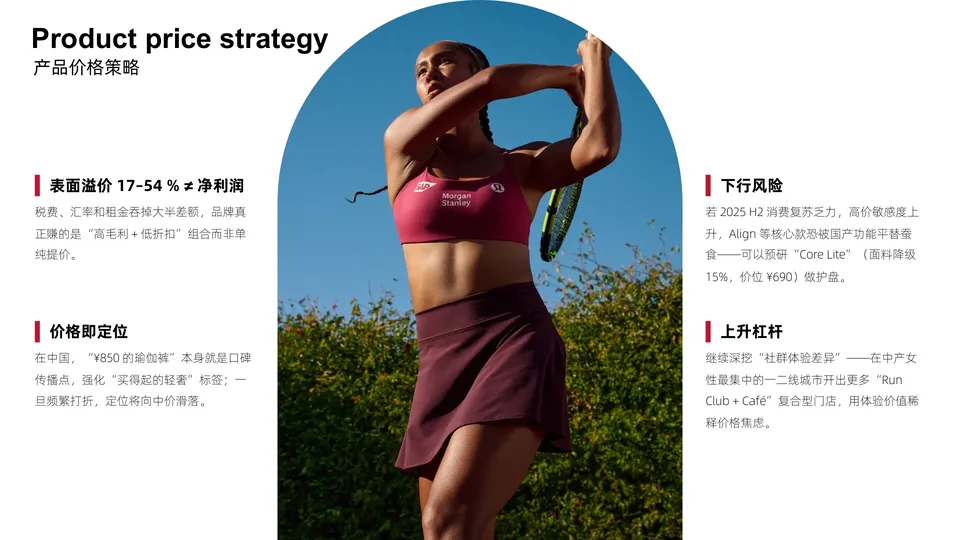 Product price strategy
产品价格策略
表面溢价 17–54 % ≠ 净利润
税费、汇率和租金吞掉大半差额，品牌真
正赚的是“高毛利 + 低折扣”组合而非单
纯提价。
价格即定位
在中国，“¥850 的瑜伽裤”本身就是口碑
传播点，强化“买得起的轻奢”标签；一
旦频繁打折，定位将向中价滑落。
SAP
Morgan
Stanley
下行风险
若 2025 H2 消费复苏乏力，高价敏感度上
升，Align 等核心款恐被国产功能平替蚕
食——可以预研“Core Lite”（面料降级
15%，价位 ¥690）做护盘。
上升杠杆
继续深挖“社群体验差异”——在中产女
性最集中的一二线城市开出更多“Run
Club + Café”复合型门店，用体验价值稀
释价格焦虑。